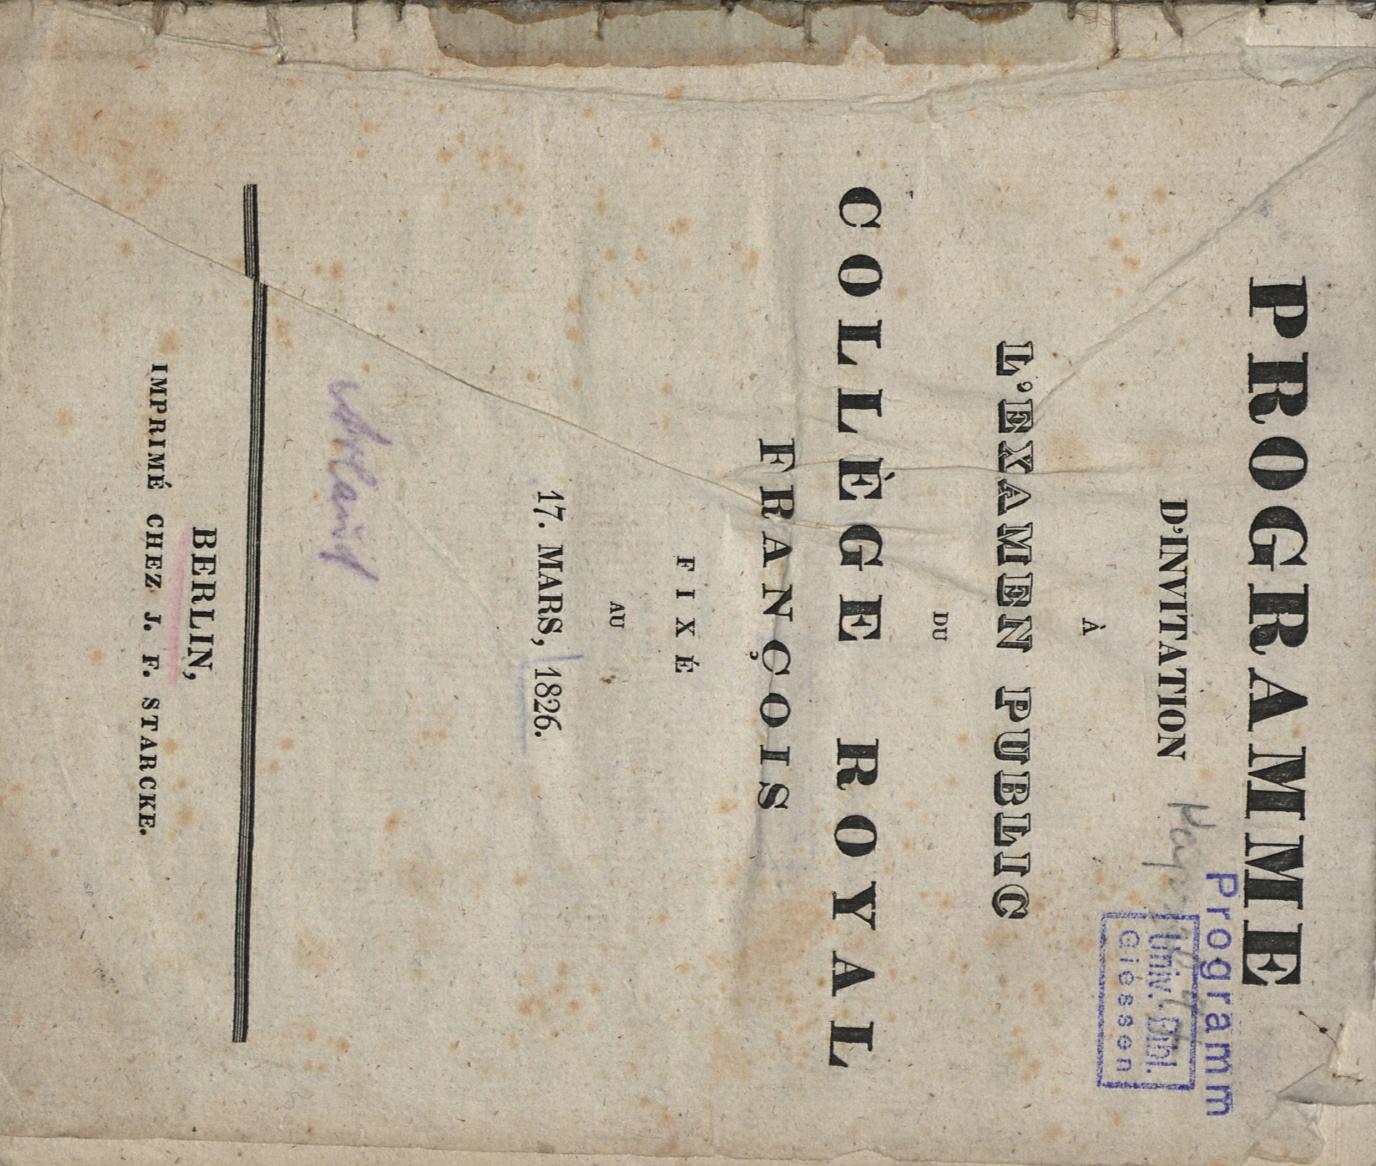 PROGRAMME
Programm
D'INVITATION
Univ. Bibl.
Giessen
À
L'EXAMEN PUBLIC
DU
COLLÈGE ROYAL
FRANÇOIS
FIXÉ
AU
17. MARS, 1826.
BERLIN,
IMPRIMÉ CHEZ J. F. STARCKE.